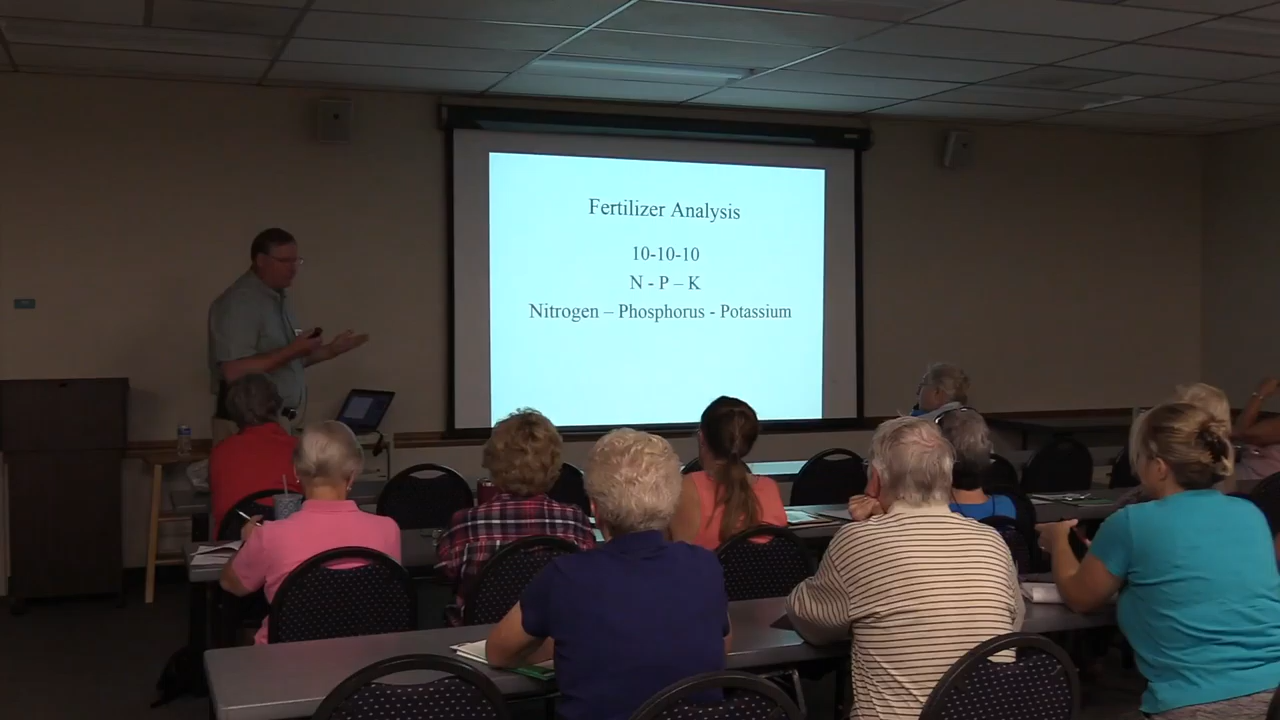 Fertilizer Analysis
10-10-10
N - P – K
Nitrogen – Phosphorus - Potassium